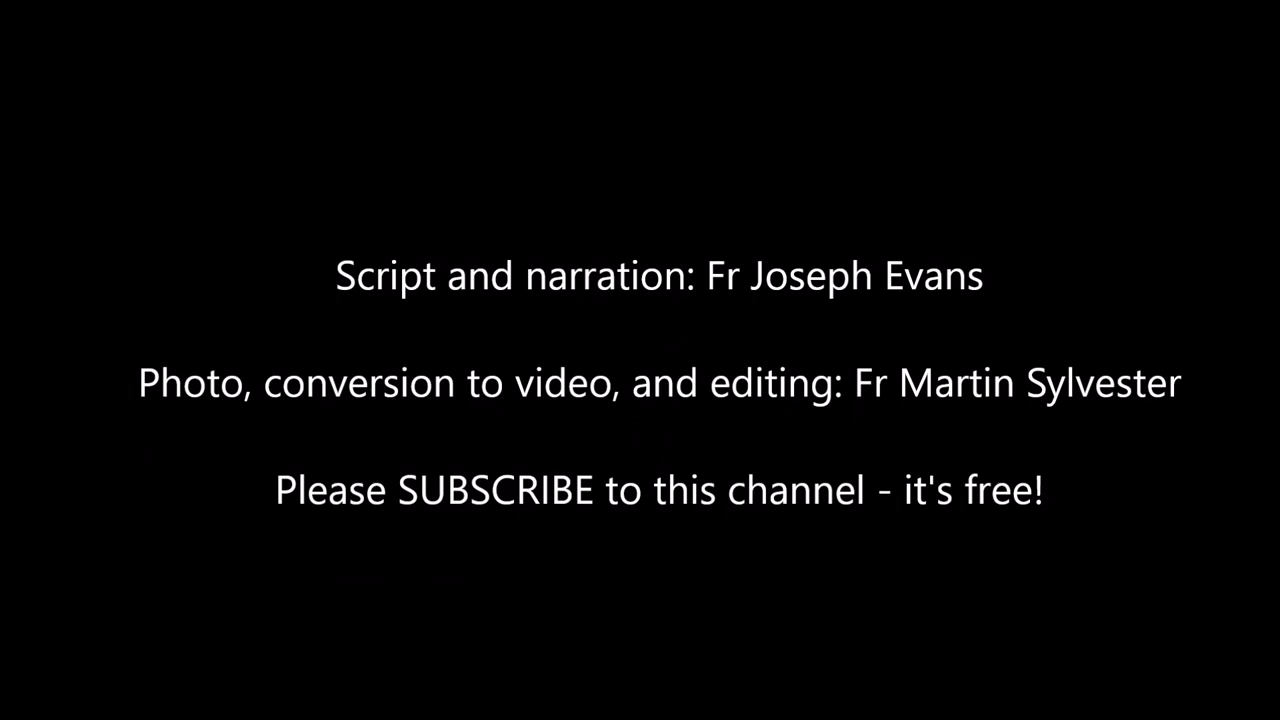 Script and narration: Fr Joseph Evans
Photo, conversion to video, and editing: Fr Martin Sylvester
Please SUBSCRIBE to this channel - it's free!